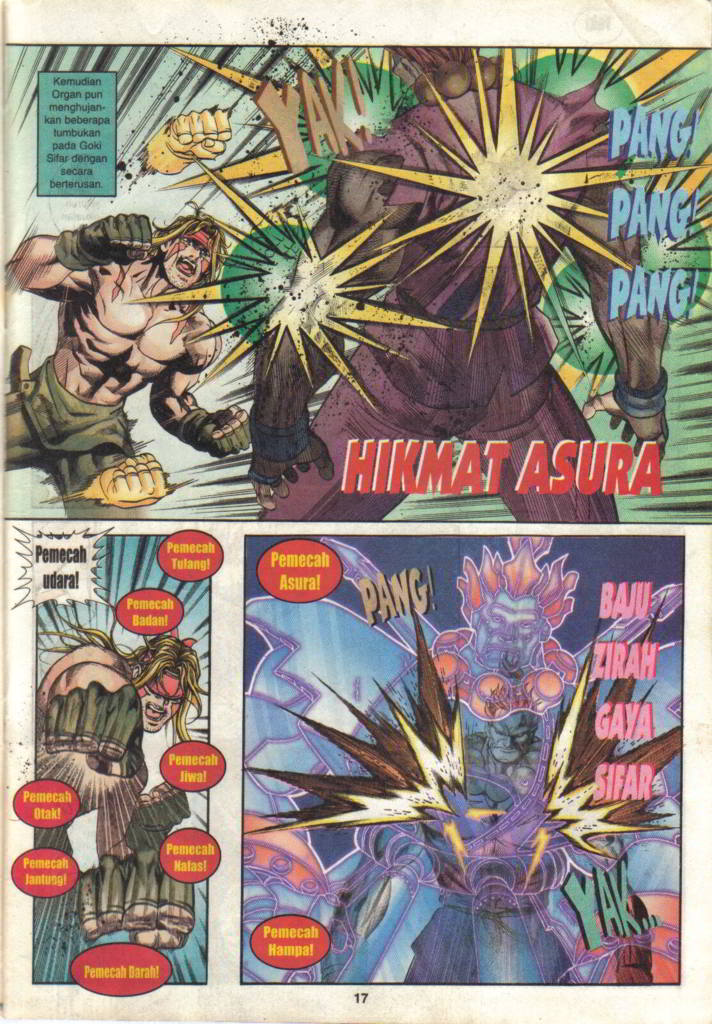 Kemudian
Organ pun
menghujan-
kan beberapa
tumbukan
pada Goki
Sifar dengan
secara
berterusan.
YAK!
PANG!
PANG!
PANG!
HIKMAT ASURA
Pemecah
udara!
Pemecah
Tulang!
Pemecah
Badan!
Pemecah
Jiwa!
Pemecah
Otak!
Pemecah
Nafas!
Pemecah
Jantung!
Pemecah Darah!
Pemecah
Asura!
PANG!
BAJU
ZIRAH
GAYA
SIFAR
YAK...
Pemecah
Hampa!
17